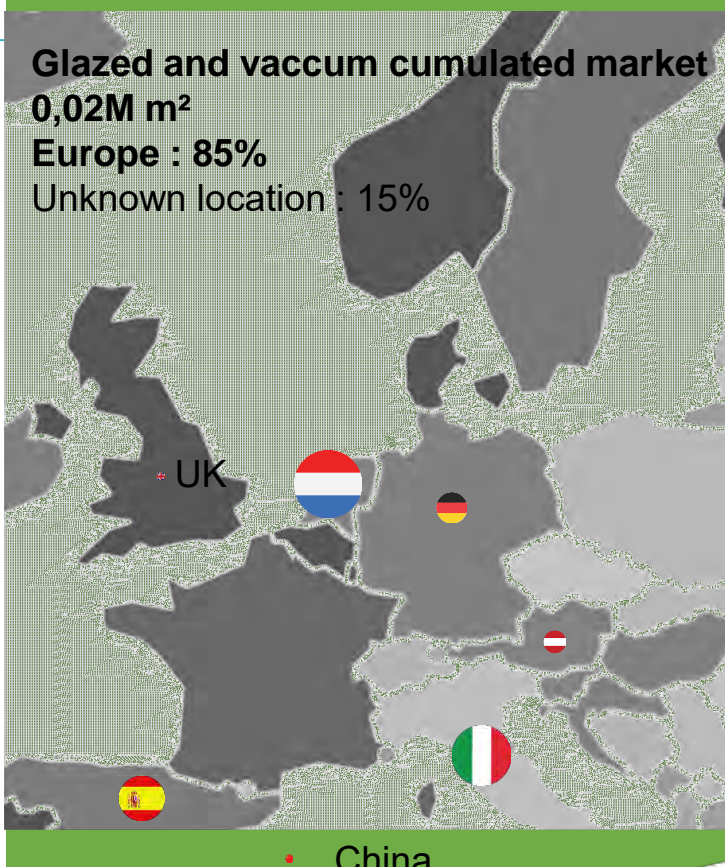 Glazed and vaccum cumulated market
0,02M m²
Europe : 85%
Unknown location : 15%
UK
China